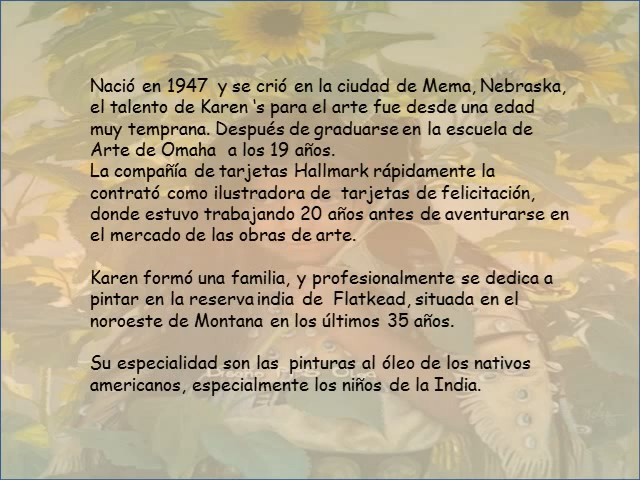 Nació en 1947 y se crió en la ciudad de Mema, Nebraska,
el talento de Karen 's para el arte fue desde una edad
muy temprana. Después de graduarse en la escuela de
Arte de Omaha a los 19 años.
La compañía de tarjetas Hallmark rápidamente la
contrató como ilustradora de tarjetas de felicitación,
donde estuvo trabajando 20 años antes de aventurarse en
el mercado de las obras de arte.
Karen formó una familia, y profesionalmente se dedica a
pintar en la reserva india de Flatkead, situada en el
noroeste de Montana en los últimos 35 años.
Su especialidad son las pinturas al óleo de los nativos
americanos, especialmente los niños de la India.